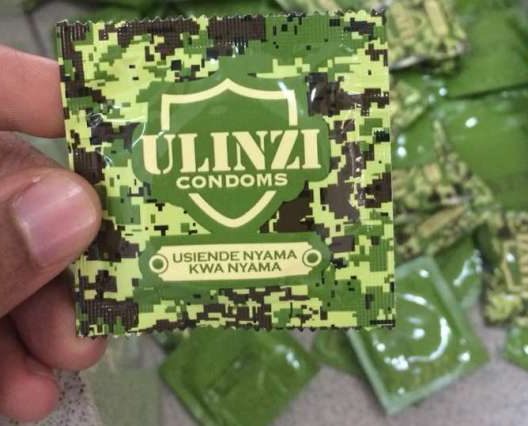 ULINZI
CONDOMS
USIENDE NYAMA
KWA NYAMA